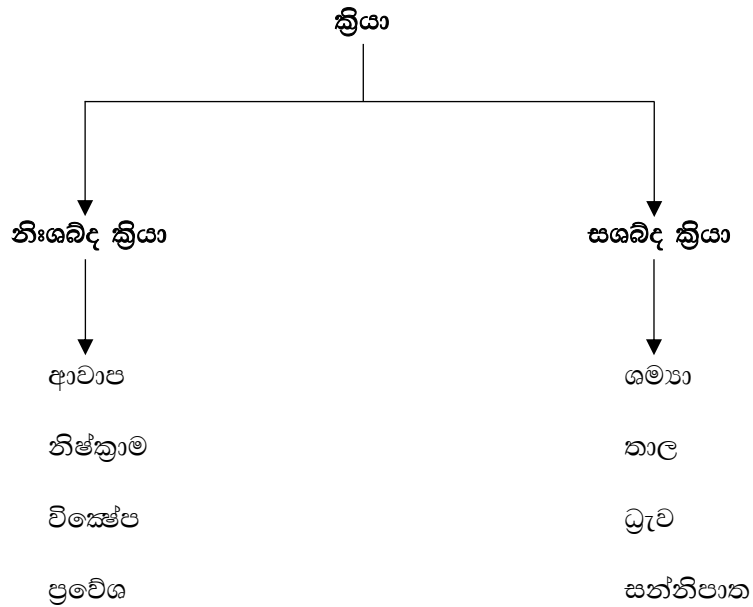 ක්‍රියා
නිඃශබ්ද ක්‍රියා
සශබ්ද ක්‍රියා
ආවාප
නිෂ්ක්‍රාම
වික්‍ෂේප
ප්‍රවේශ
ශම්‍යා
තාල
ධ්‍රැව
සන්නිපාත